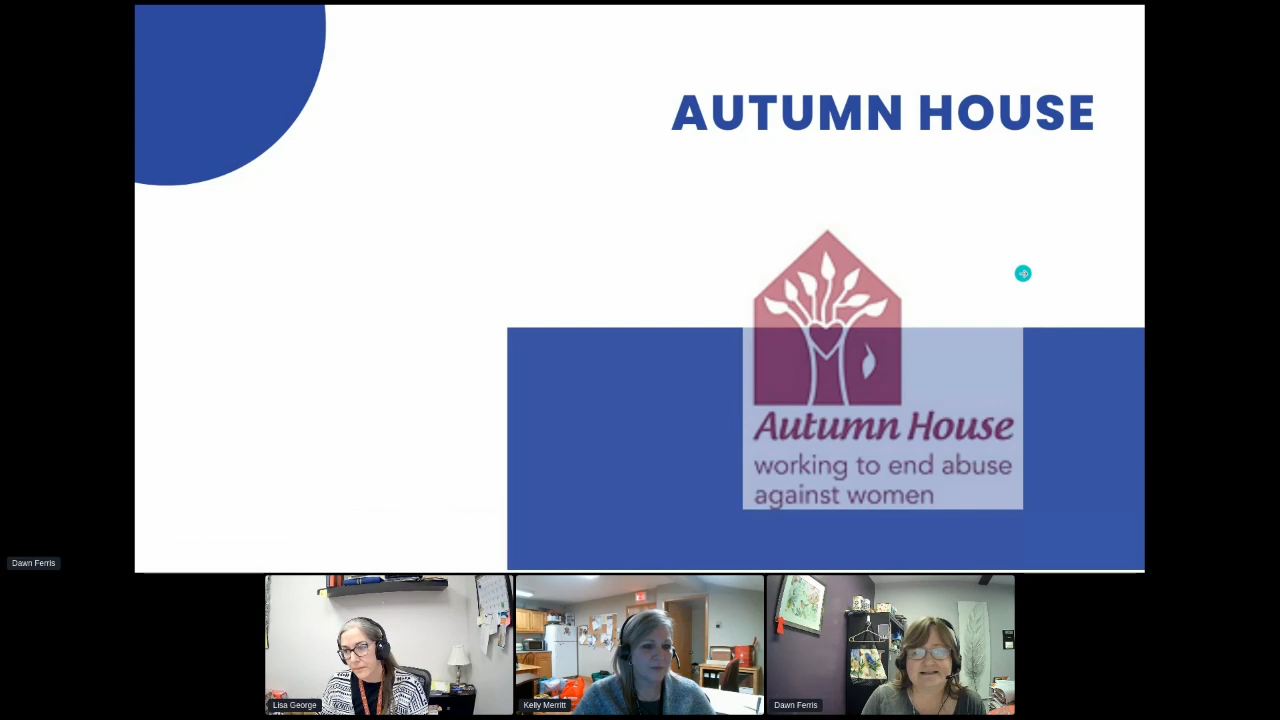 AUTUMN HOUSE
Autumn House
working to end abuse
against women
Dawn Ferris
Lisa George
Kelly Merritt
Dawn Ferris